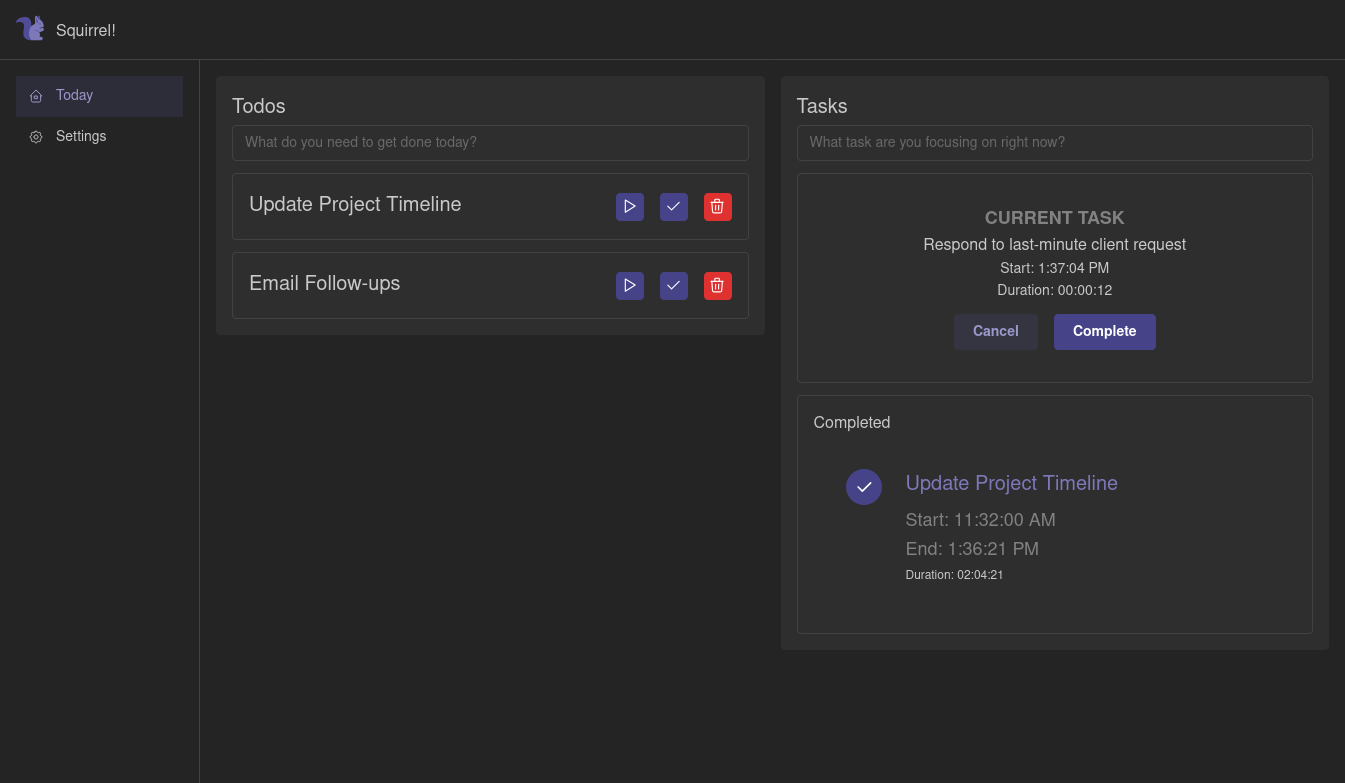 Squirrel!
Today
Settings
Todos
What do you need to get done today?
Update Project Timeline
Email Follow-ups
Tasks
What task are you focusing on right now?
CURRENT TASK
Respond to last-minute client request
Start: 1:37:04 PM
Duration: 00:00:12
Cancel
Complete
Completed
Update Project Timeline
Start: 11:32:00 AM
End: 1:36:21 PM
Duration: 02:04:21